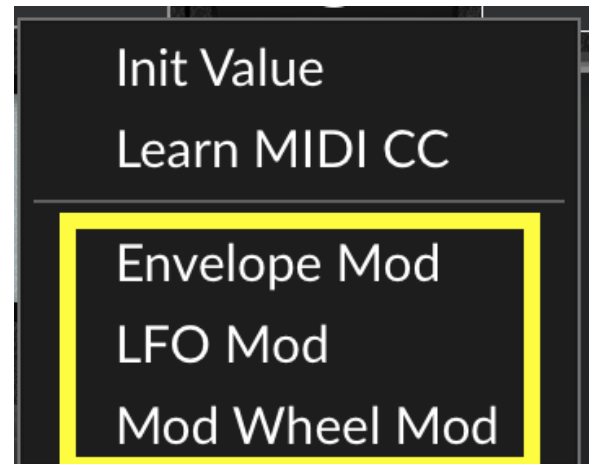 Init Value
Learn MIDI CC
Envelope Mod
LFO Mod
Mod Wheel Mod